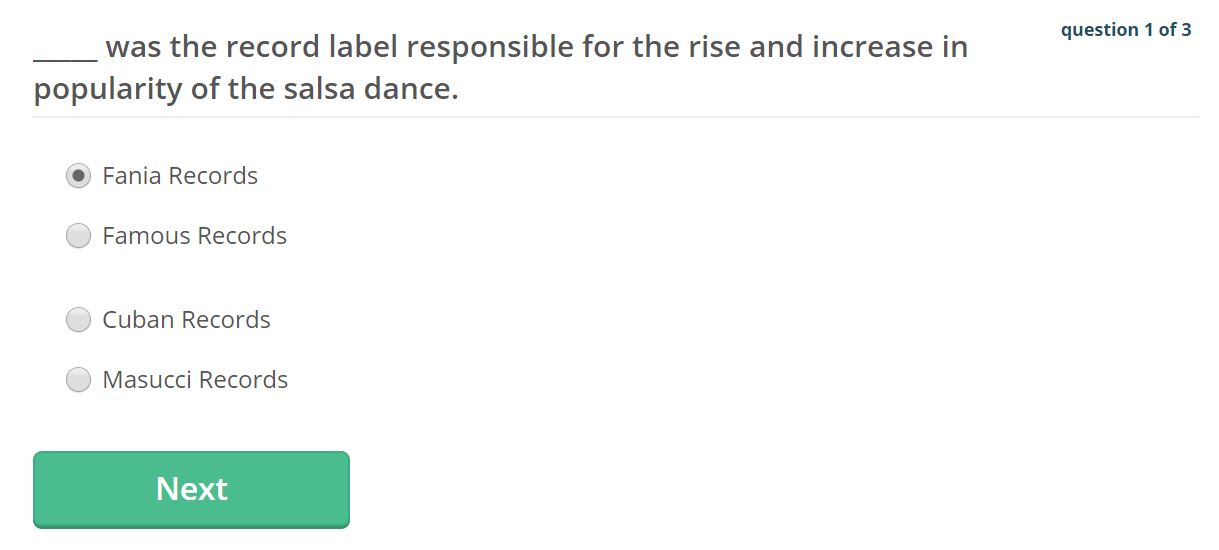 question 1 of 3
_____ was the record label responsible for the rise and increase in
popularity of the salsa dance.
Fania Records
Famous Records
Cuban Records
Masucci Records
Next